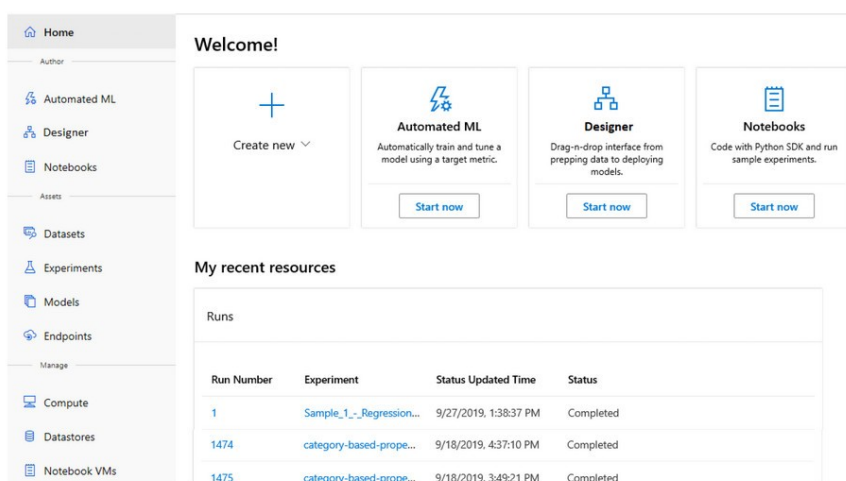 Home
Author
Automated ML
Designer
Notebooks
Assets
Datasets
Experiments
Models
Endpoints
Manage
Compute
Datastores
Notebook VMs
Welcome!
Create new
Automated ML
Automatically train and tune a
model using a target metric.
Start now
Designer
Drag-n-drop interface from
prepping data to deploying
models.
Start now
Notebooks
Code with Python SDK and run
sample experiments.
Start now
My recent resources
Runs
Run Number Experiment Status Updated Time Status
1 Sample_1_-_Regression... 9/27/2019, 1:38:37 PM Completed
1474 category-based-prope... 9/18/2019, 4:37:10 PM Completed
1475 category-based-prope... 9/18/2019, 3:49:21 PM Completed